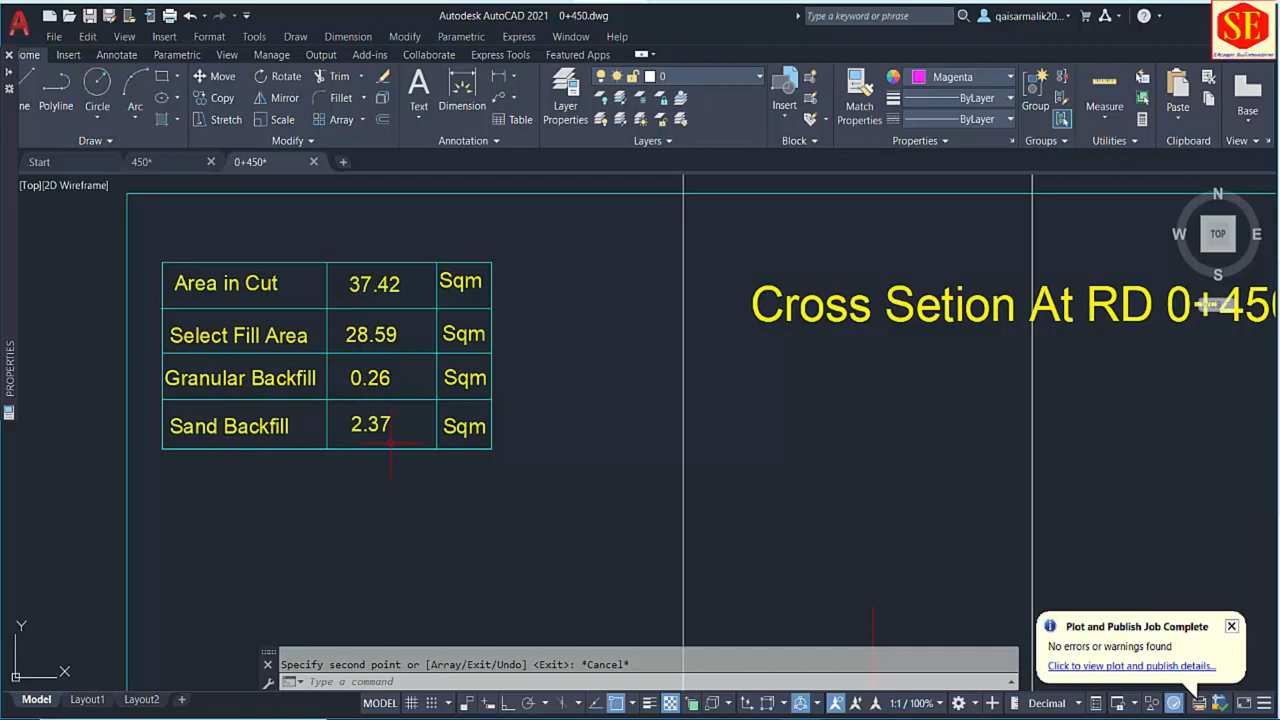 Autodesk AutoCAD 2021 0+450.dwg
Type a keyword or phrase
qaisarmalik20...
SE
File Edit View Insert Format Tools Draw Dimension Modify Parametric Express Window Help
ome Insert Annotate Parametric View Manage Output Add-ins Collaborate Express Tools Featured Apps
Move Rotate Trim
0
Magenta
ne Polyline Circle Arc
Copy Mirror Fillet
Text Dimension
Layer Properties
Insert
Match Properties
ByLayer
Group
Measure
Paste
Base
Stretch Scale Array
Table
ByLayer
Draw Modify Annotation Layers Block Properties Groups Utilities Clipboard View
Start 450* 0+450*
[Top][2D Wireframe]
N
W TOP E
S
Area in Cut 37.42 Sqm
Select Fill Area 28.59 Sqm
Granular Backfill 0.26 Sqm
Sand Backfill 2.37 Sqm
Cross Setion At RD 0+450
PROPERTIES
Plot and Publish Job Complete
No errors or warnings found
Click to view plot and publish details...
Y
X
Specify second point or [Array/Exit/Undo] <Exit>: *Cancel*
Type a command
Model Layout1 Layout2
MODEL
1:1 / 100%
Decimal